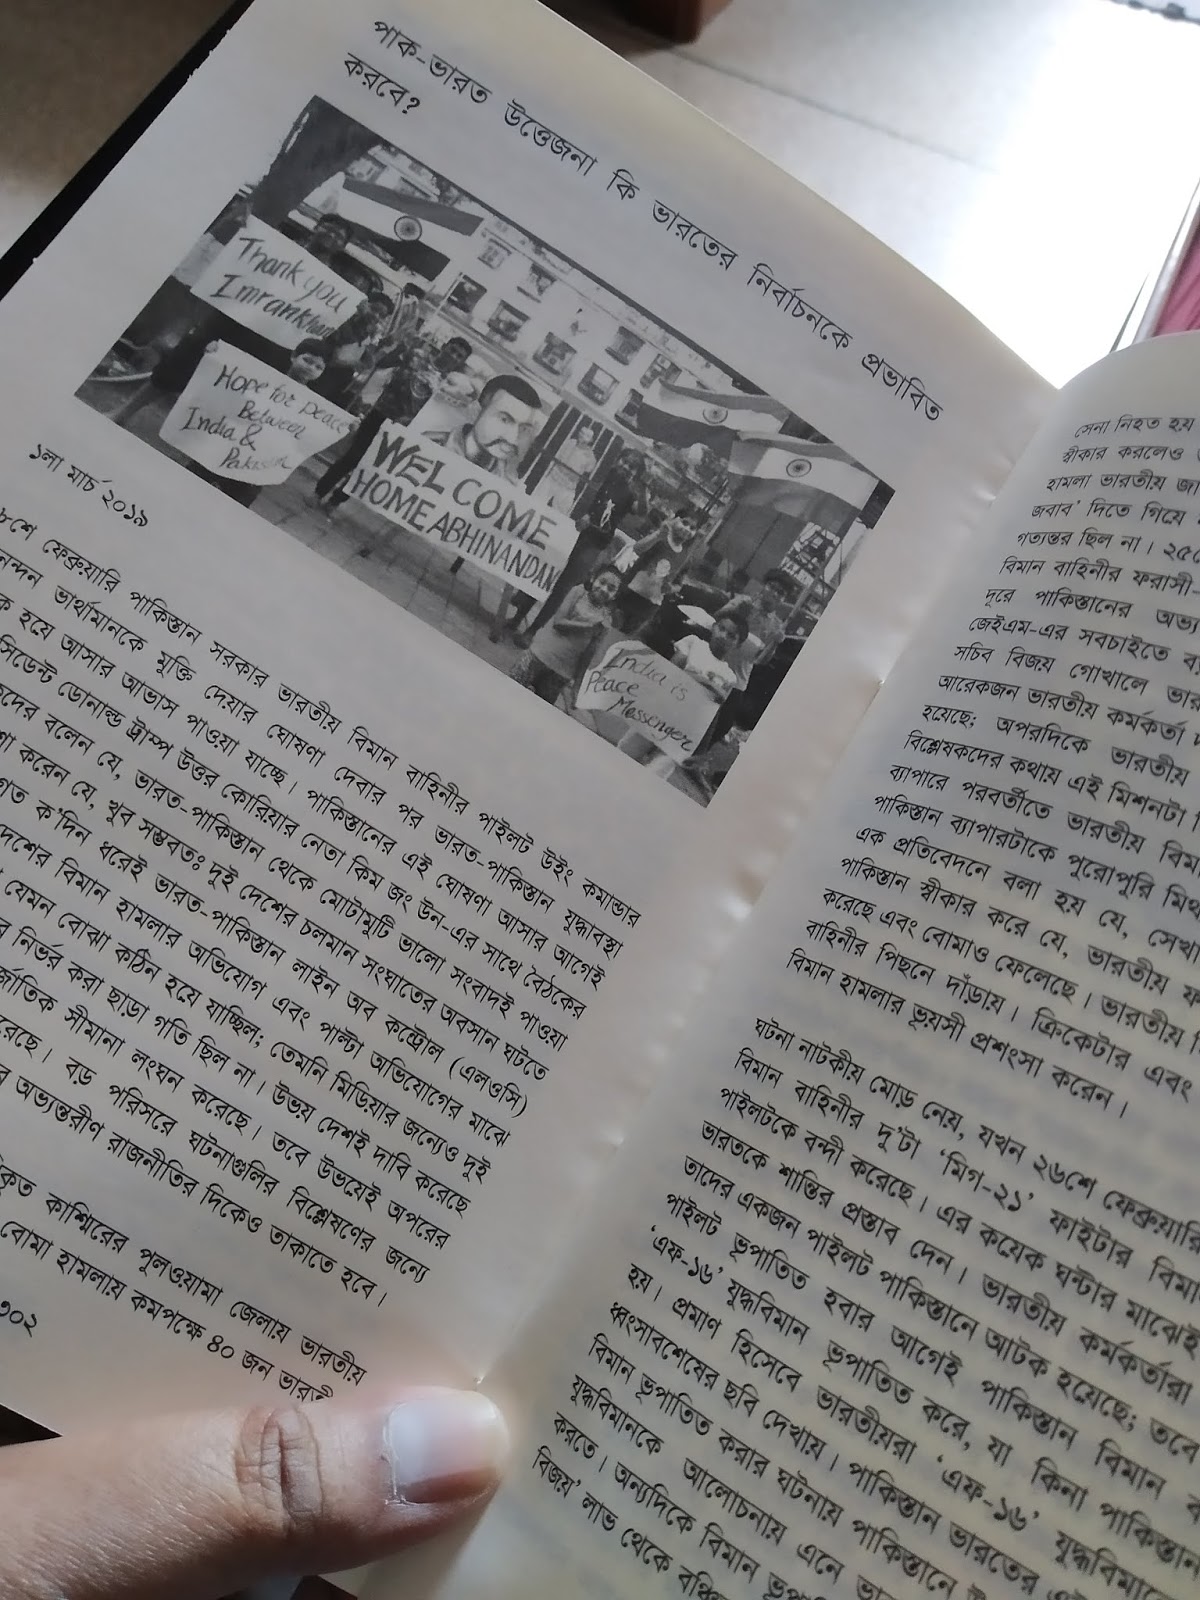 পাক-ভারত উত্তেজনা কি ভারতের নির্বাচনকে প্রভাবিত
করবে?
Thank you
Imrankhan
Hope for peace
Between
India &
Pakistan
WELCOME
HOME ABHINANDAN
India is
Peace
Messenger
১লা মার্চ ২০১৯
ফেব্রুয়ারি পাকিস্তান সরকার ভারতীয় বিমান বাহিনীর পাইলট উইং কমান্ডার
ভার্থামানকে মুক্তি দেয়ার ঘোষণা দেবার পর ভারত-পাকিস্তান যুদ্ধাবস্থা
হয়ে আসার আভাস পাওয়া যাচ্ছে। পাকিস্তানের এই ঘোষণা আসার আগেই
ডোনাল্ড ট্রাম্প উত্তর কোরিয়ার নেতা কিম জং উন-এর সাথে বৈঠকের
বলেন যে, ভারত-পাকিস্তান থেকে মোটামুটি ভালো সংবাদই পাওয়া
করেন যে, খুব সম্ভবতঃ দুই দেশের চলমান সংঘাতের অবসান ঘটতে
ক'দিন ধরেই ভারত-পাকিস্তান লাইন অব কন্ট্রোল (এলওসি)
বিমান হামলার অভিযোগ এবং পাল্টা অভিযোগের মাঝে
যেমন বোঝা কঠিন হয়ে যাচ্ছিল; তেমনি মিডিয়ার জন্যেও দুই
নির্ভর করা ছাড়া গতি ছিল না। উভয় দেশই দাবি করেছে
সীমানা লংঘন করেছে। তবে উভয়েই অপরের
বড় পরিসরে ঘটনাগুলির বিশ্লেষণের জন্যে
অভ্যন্তরীণ রাজনীতির দিকেও তাকাতে হবে।
কাশ্মিরের পুলওয়ামা জেলায় ভারতীয়
বোমা হামলায় কমপক্ষে ৪০ জন
৩০২
সেনা নিহত হয়
স্বীকার করলেও
হামলা ভারতীয়
জবাব' দিতে গিয়ে
গত্যন্তর ছিল না।
বিমান বাহিনীর ফরাসী-
দূরে পাকিস্তানের
জেইএম-এর সবচাইতে
সচিব বিজয় গোখালে
আরেকজন ভারতীয় কর্মকর্তা
হয়েছে; অপরদিকে ভারতীয়
বিশ্লেষকদের কথায় এই মিশনটা
ব্যাপারে পরবর্তীতে ভারতীয়
পাকিস্তান ব্যাপারটাকে পুরোপুরি
এক প্রতিবেদনে বলা হয় যে,
পাকিস্তান স্বীকার করে যে, ভারতীয়
করেছে এবং বোমাও ফেলেছে। ভারতীয়
বাহিনীর পিছনে দাঁড়ায়। ক্রিকেটার এবং
বিমান হামলার ভূয়সী প্রশংসা করেন।
ঘটনা নাটকীয় মোড় নেয়, যখন ২৬শে ফেব্রুয়ারি
বিমান বাহিনীর দু'টা 'মিগ-২১' ফাইটার
পাইলটকে বন্দী করেছে। এর কয়েক ঘন্টার মাঝেই
ভারতকে শান্তির প্রস্তাব দেন। ভারতীয় কর্মকর্তারা
তাদের একজন পাইলট পাকিস্তানে আটক হয়েছে; তবে
পাইলট ভূপাতিত হবার আগেই পাকিস্তান বিমান
'এফ-১৬' যুদ্ধবিমান ভূপাতিত করে, যা কিনা
হয়। প্রমাণ হিসেবে ভারতীয়রা 'এফ-১৬'
ধ্বংসাবশেষের ছবি দেখায়। পাকিস্তান ভারতের
বিমান ভূপাতিত করার ঘটনায় পাকিস্তানে
যুদ্ধবিমানকে আলোচনায় এনে
করতে। অন্যদিকে বিমান
বিজয়' লাভ থেকে